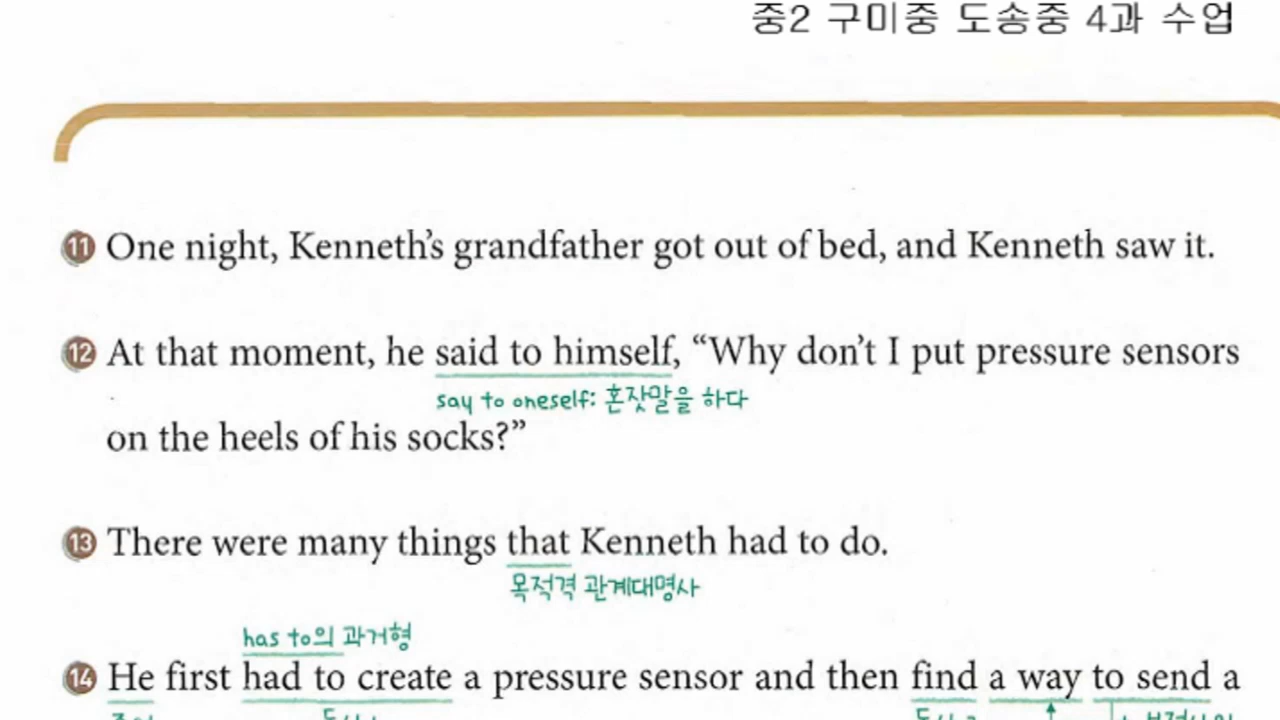 중2 구미중 도송중 4과 수업
11 One night, Kenneth’s grandfather got out of bed, and Kenneth saw it.
12 At that moment, he said to himself, “Why don’t I put pressure sensors
say to oneself: 혼잣말을 하다
on the heels of his socks?”
13 There were many things that Kenneth had to do.
목적격 관계대명사
has to의 과거형
14 He first had to create a pressure sensor and then find a way to send a